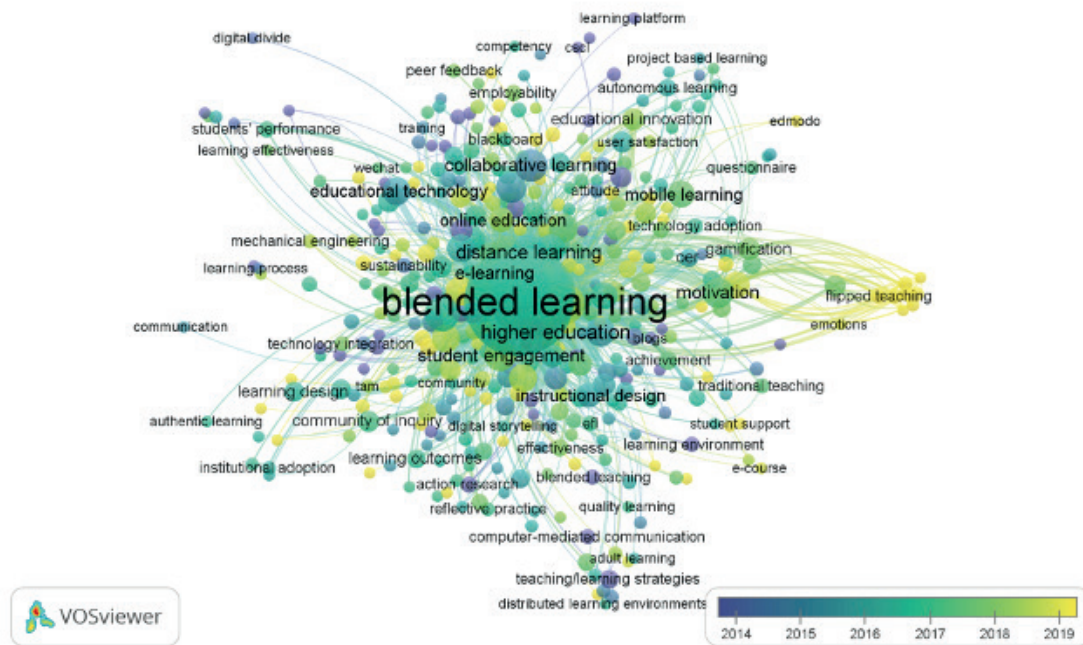 learning platform
digital divide
competency
cscl
project based learning
peer feedback
autonomous learning
employability
educational innovation
edmodo
students' performance
training
blackboard
user satisfaction
learning effectiveness
wechat
collaborative learning
questionnaire
educational technology
attitude
mobile learning
online education
technology adoption
mechanical engineering
distance learning
gamification
learning process
sustainability
e-learning
motivation
flipped teaching
blended learning
communication
higher education
emotions
technology integration
blogs
student engagement
achievement
learning design
tam
community
instructional design
traditional teaching
authentic learning
community of inquiry
digital storytelling
efl
student support
effectiveness
learning environment
institutional adoption
learning outcomes
e-course
action research
blended teaching
reflective practice
quality learning
computer-mediated communication
adult learning
teaching/learning strategies
distributed learning environments
VOSviewer
2014 2015 2016 2017 2018 2019